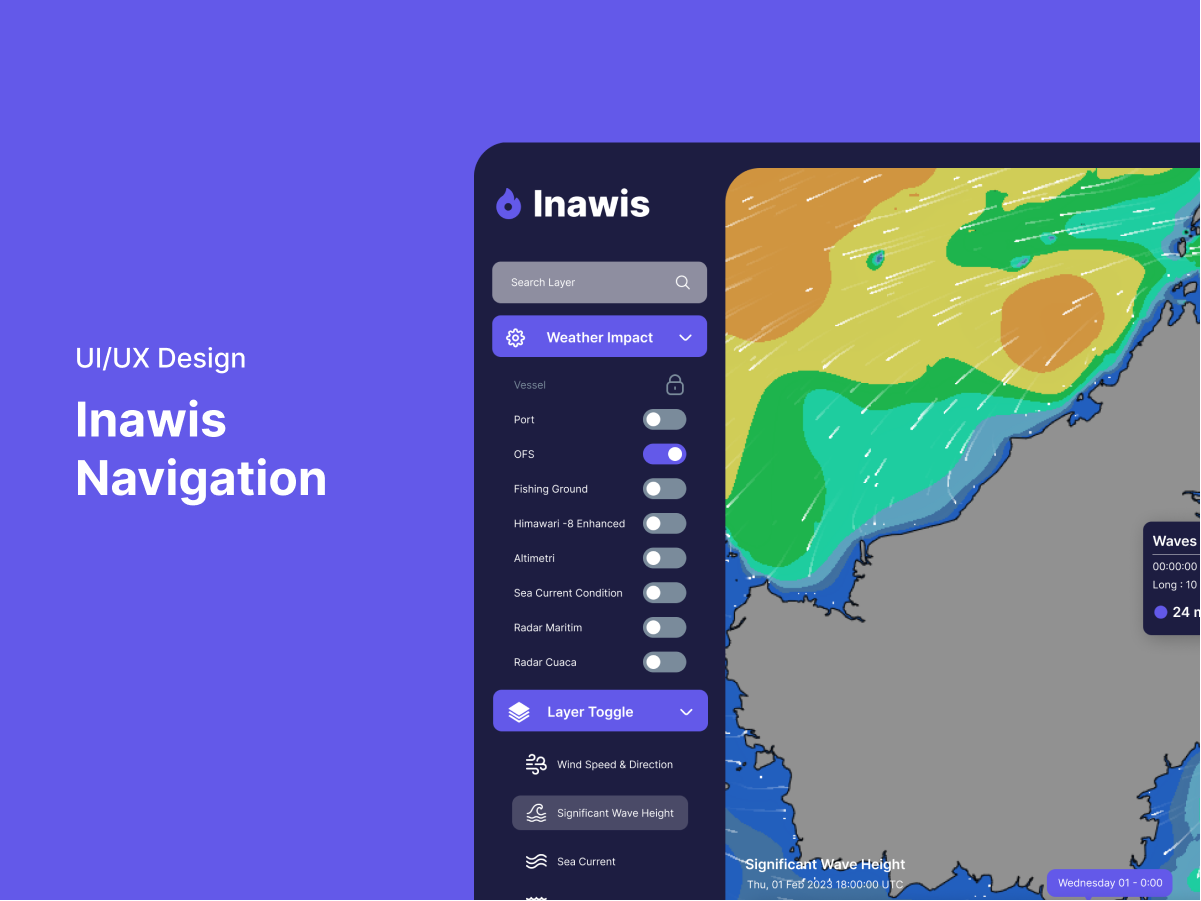 UI/UX Design
Inawis
Navigation
Inawis
Search Layer
Weather Impact
Vessel
Port
OFS
Fishing Ground
Himawari -8 Enhanced
Altimetri
Sea Current Condition
Radar Maritim
Radar Cuaca
Layer Toggle
Wind Speed & Direction
Significant Wave Height
Sea Current
Waves
00:00:00
Long : 10
24
Significant Wave Height
Thu, 01 Feb 2023 18:00:00 UTC
Wednesday 01 - 0:00